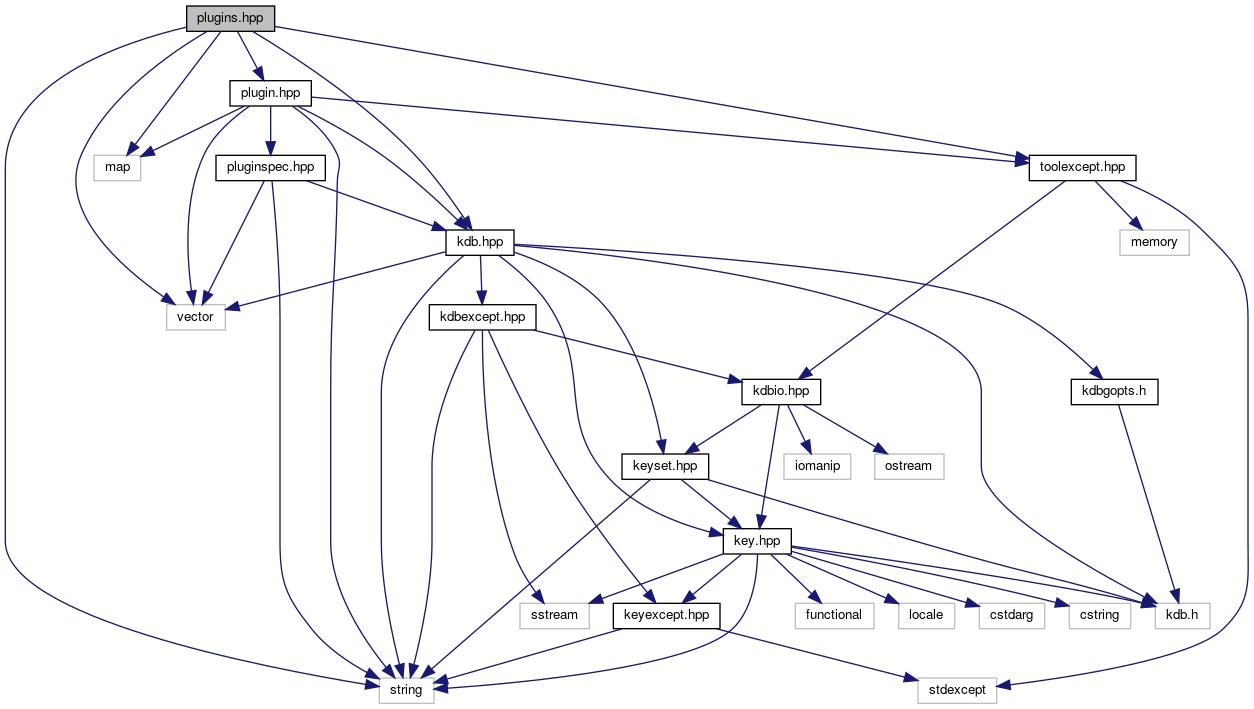 plugins.hpp
plugin.hpp
map
pluginspec.hpp
toolexcept.hpp
kdb.hpp
memory
vector
kdbexcept.hpp
kdbio.hpp
kdbgopts.h
keyset.hpp
iomanip
ostream
key.hpp
sstream
keyexcept.hpp
functional
locale
cstdarg
cstring
kdb.h
string
stdexcept